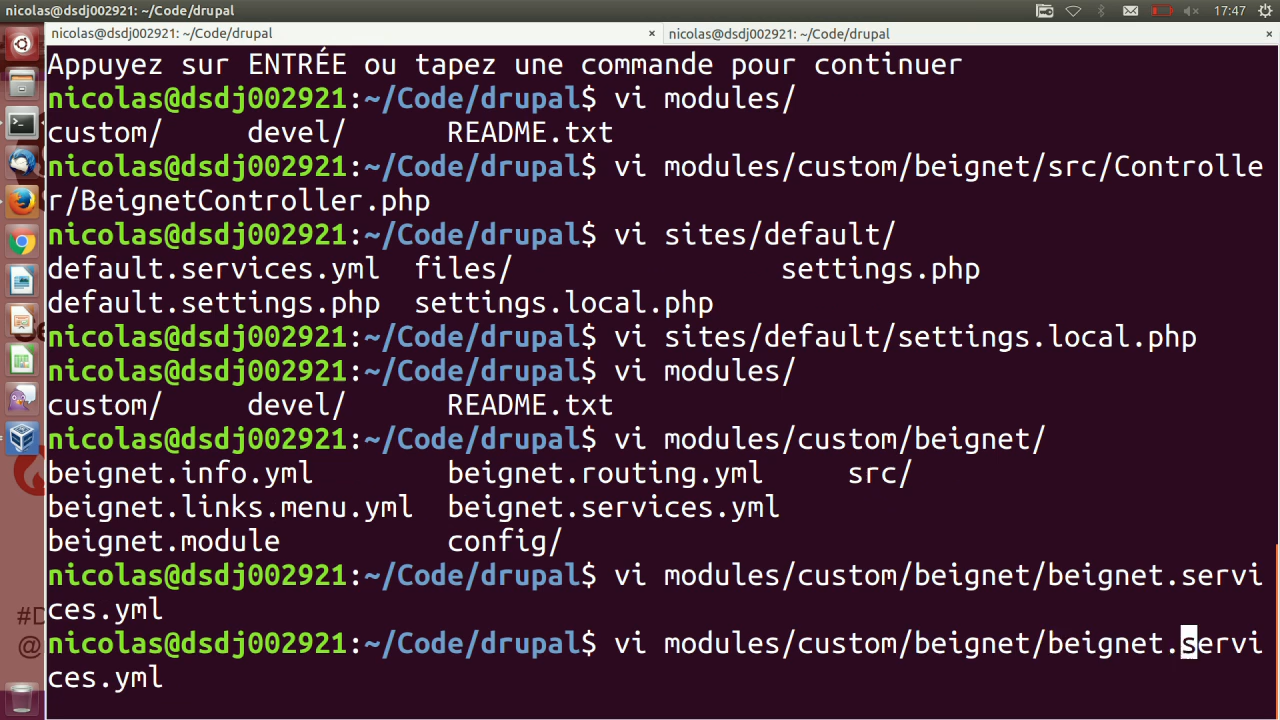 nicolas@dsdj002921: ~/Code/drupal
17:47
nicolas@dsdj002921: ~/Code/drupal × nicolas@dsdj002921: ~/Code/drupal ×
Appuyez sur ENTRÉE ou tapez une commande pour continuer
nicolas@dsdj002921:~/Code/drupal$ vi modules/
custom/ devel/ README.txt
nicolas@dsdj002921:~/Code/drupal$ vi modules/custom/beignet/src/Controlle
r/BeignetController.php
nicolas@dsdj002921:~/Code/drupal$ vi sites/default/
default.services.yml files/ settings.php
default.settings.php settings.local.php
nicolas@dsdj002921:~/Code/drupal$ vi sites/default/settings.local.php
nicolas@dsdj002921:~/Code/drupal$ vi modules/
custom/ devel/ README.txt
nicolas@dsdj002921:~/Code/drupal$ vi modules/custom/beignet/
beignet.info.yml beignet.routing.yml src/
beignet.links.menu.yml beignet.services.yml
beignet.module config/
nicolas@dsdj002921:~/Code/drupal$ vi modules/custom/beignet/beignet.servi
ces.yml
nicolas@dsdj002921:~/Code/drupal$ vi modules/custom/beignet/beignet.servi
ces.yml
#D
@